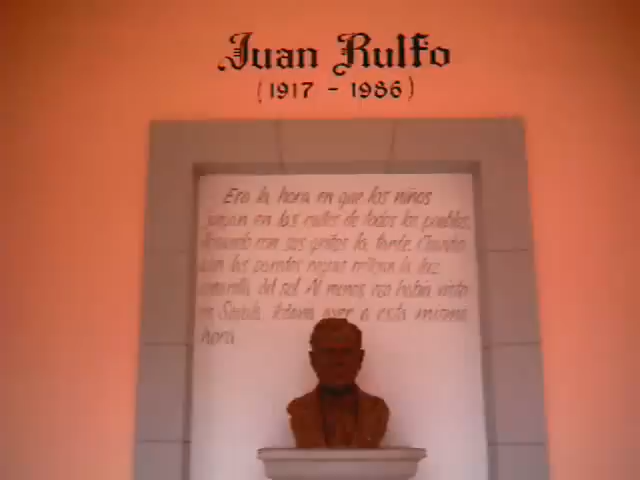 Juan Rulfo
(1917 - 1986)
Era la hora en que los niños
juegan en las calles de todos los pueblos,
llenando con sus gritos la tarde. Cuando
aún las paredes negras reflejan la luz
amarilla del sol. Al menos eso había visto
en Sayula, todavía ayer a esta misma
hora